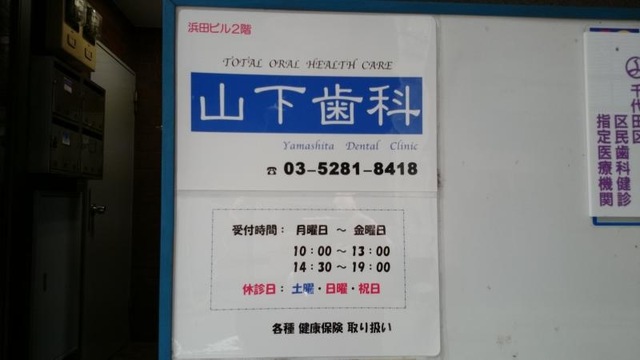 浜田ビル2階
TOTAL ORAL HEALTH CARE
山下歯科
Yamashita Dental Clinic
☎ 03-5281-8418
受付時間： 月曜日 ～ 金曜日
10：00 ～ 13：00
14：30 ～ 19：00
休診日： 土曜・日曜・祝日
各種 健康保険 取り扱い
千代田区
区民歯科健診
指定医療機関